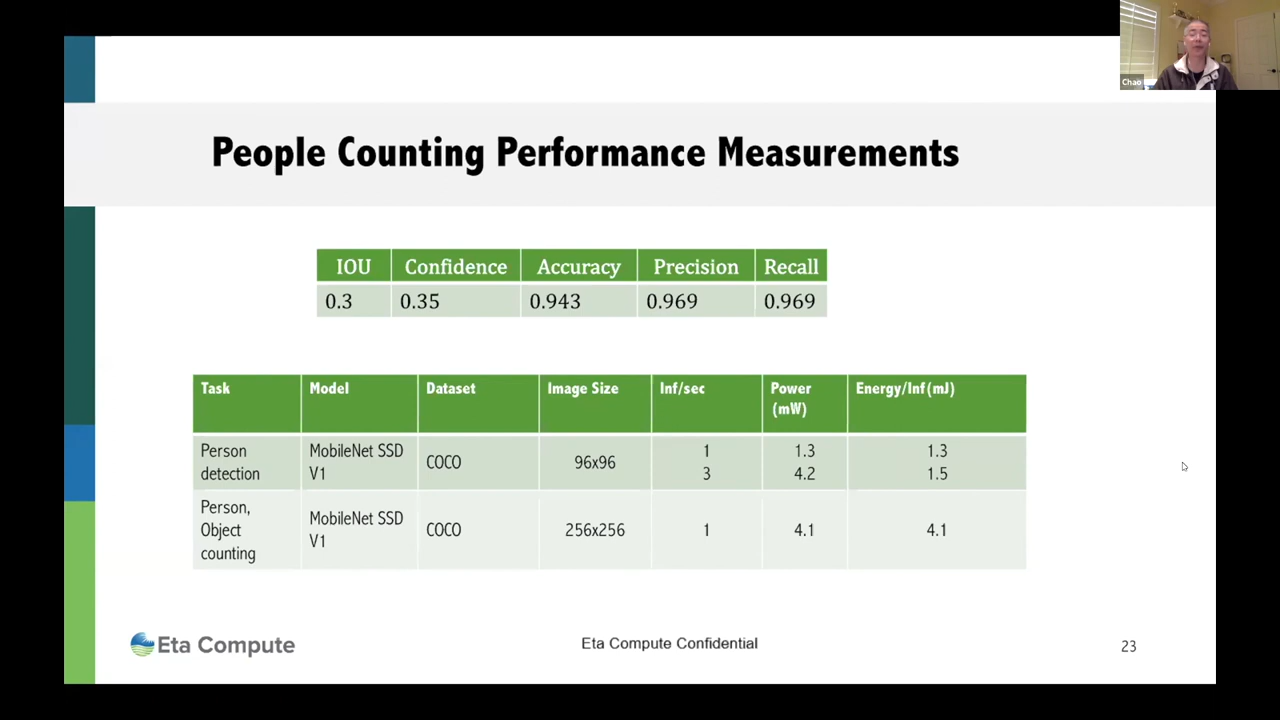 Chao
People Counting Performance Measurements
IOU Confidence Accuracy Precision Recall
0.3 0.35 0.943 0.969 0.969
Task Model Dataset Image Size Inf/sec Power (mW) Energy/Inf(mJ)
Person detection MobileNet SSD V1 COCO 96x96 1 3 1.3 4.2 1.3 1.5
Person, Object counting MobileNet SSD V1 COCO 256x256 1 4.1 4.1
Eta Compute
Eta Compute Confidential
23